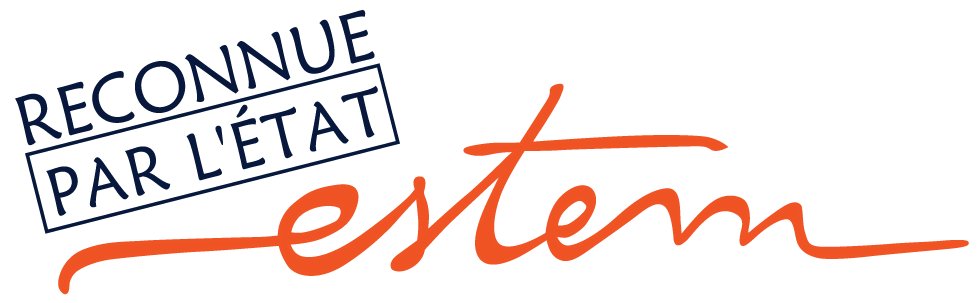 RECONNUE
PAR L'ÉTAT
estem